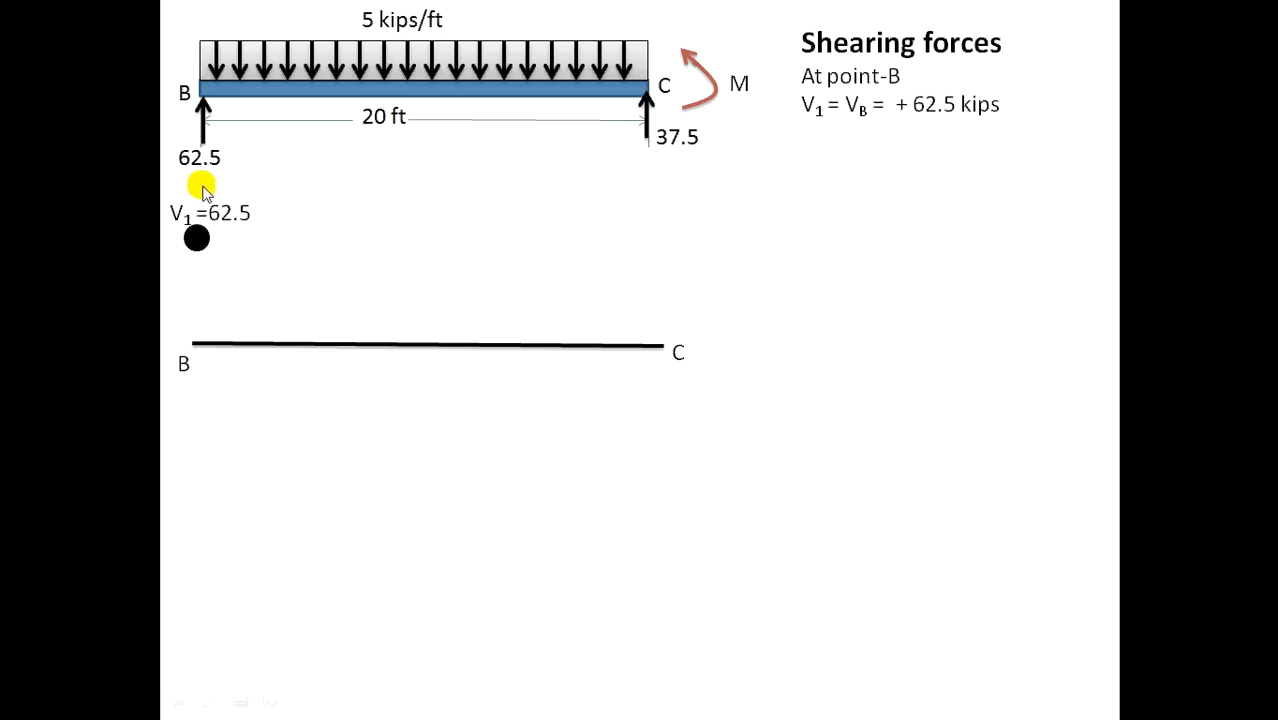 5 kips/ft
B
C
M
20 ft
62.5
37.5
V₁ =62.5
B
C
Shearing forces
At point-B
V₁ = V_B = + 62.5 kips